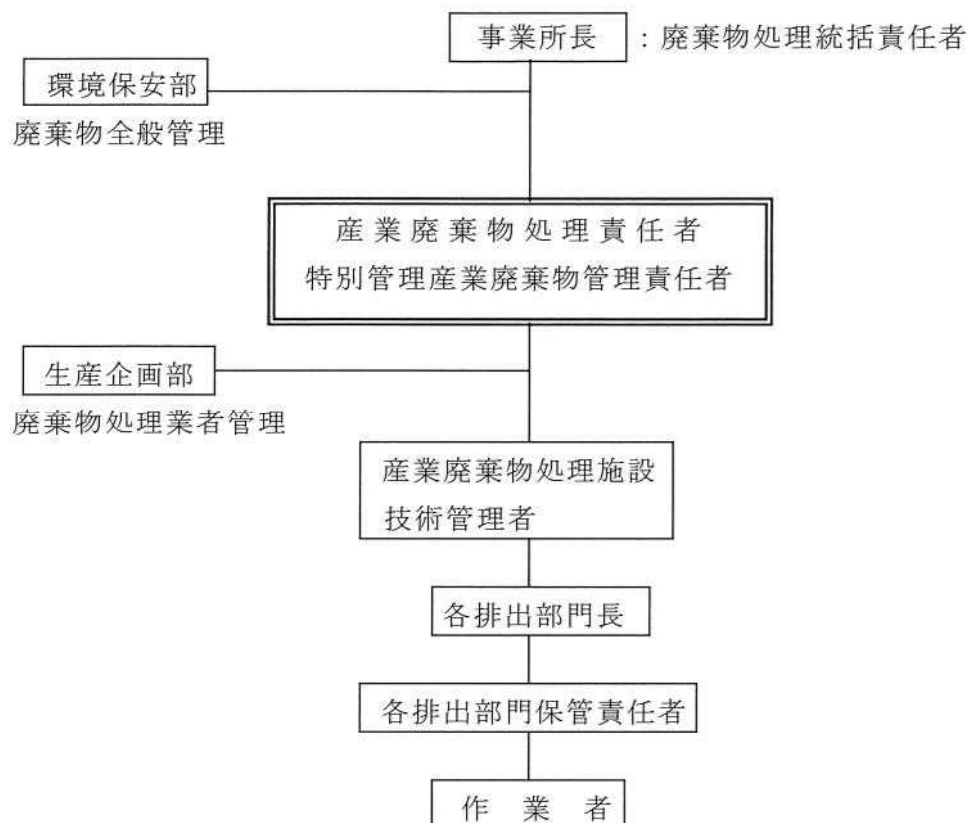 事業所長 ：廃棄物処理統括責任者
環境保安部
廃棄物全般管理
産業廃棄物処理責任者
特別管理産業廃棄物管理責任者
生産企画部
廃棄物処理業者管理
産業廃棄物処理施設
技術管理者
各排出部門長
各排出部門保管責任者
作　業　者